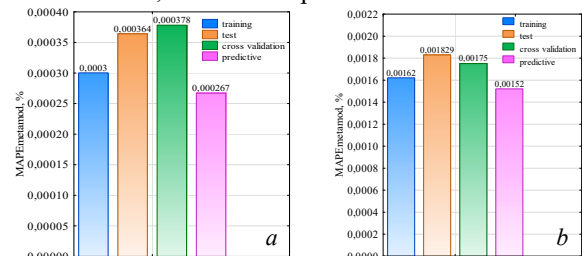 0,00040
0,00030
0,00025
0,00020
0,00015
0,00010
0,00005
MAPEmetamod, %
0,0003
0,000364
0,000378
0,000267
training
test
cross validation
predictive
a
0,0022
0,0020
0,0018
0,0016
0,0014
0,0012
0,0010
0,0008
0,0006
0,0004
0,0002
0,0000
MAPEmetamod, %
0,00162
0,001829
0,00175
0,00152
training
test
cross validation
predictive
b